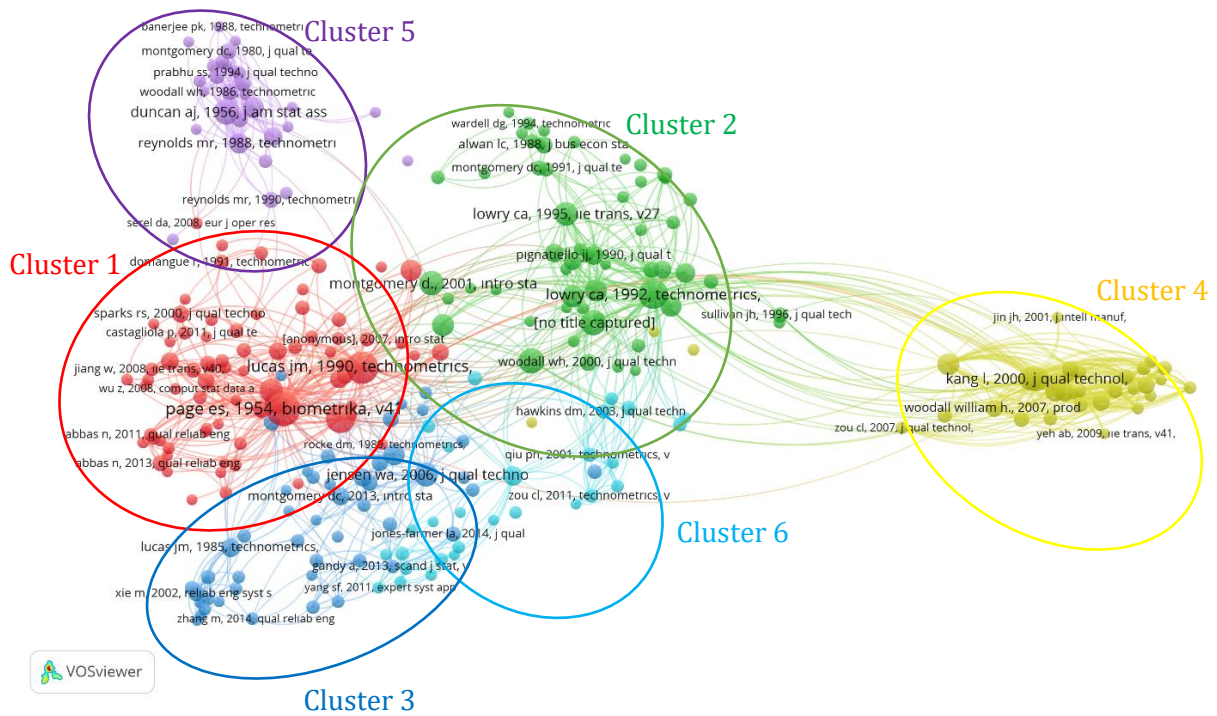 banerjee pk, 1988, technometri
Cluster 5
montgomery dc, 1980, j qual te
prabhu ss, 1994, j qual techno
woodall wh, 1986, technometric
duncan aj, 1956, j am stat ass
reynolds mr, 1988, technometri
reynolds mr, 1990, technometri
serel da, 2008, eur j oper res
wardell dg, 1994, technometric
Cluster 2
alwan lc, 1988, j bus econ sta
montgomery dc, 1991, j qual te
lowry ca, 1995, iie trans, v27
pignatiello jj, 1990, j qual t
montgomery d., 2001, intro sta
lowry ca, 1992, technometrics,
[no title captured]
sullivan jh, 1996, j qual tech
woodall wh, 2000, j qual techn
Cluster 1
domangue r, 1991, technometric
sparks rs, 2000, j qual techno
castagliola p, 2011, j qual te
[anonymous], 2007, intro stat
jiang w, 2008, iie trans, v40,
lucas jm, 1990, technometrics,
wu z, 2008, comput stat data a
page es, 1954, biometrika, v41
abbas n, 2011, qual reliab eng
abbas n, 2013, qual reliab eng
Cluster 4
jin jh, 2001, j intell manuf,
kang l, 2000, j qual technol,
woodall william h., 2007, prod
zou cl, 2007, j qual technol,
yeh ab, 2009, iie trans, v41,
hawkins dm, 2003, j qual techn
qiu ph, 2001, technometrics, v
zou cl, 2011, technometrics, v
Cluster 6
rocke dm, 1989, technometrics,
jensen wa, 2006, j qual techno
montgomery dc, 2013, intro sta
lucas jm, 1985, technometrics,
jones-farmer la, 2014, j qual
gandy a, 2013, scand j stat, v
yang sf, 2011, expert syst app
xie m, 2002, reliab eng syst s
zhang m, 2014, qual reliab eng
VOSviewer
Cluster 3